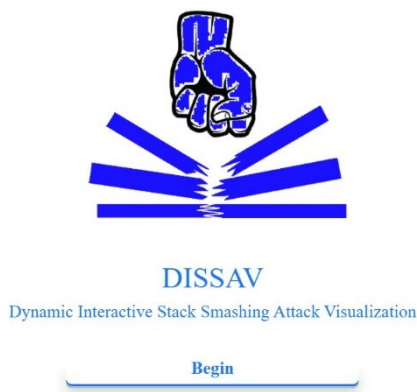 DISSAV
Dynamic Interactive Stack Smashing Attack Visualization
Begin